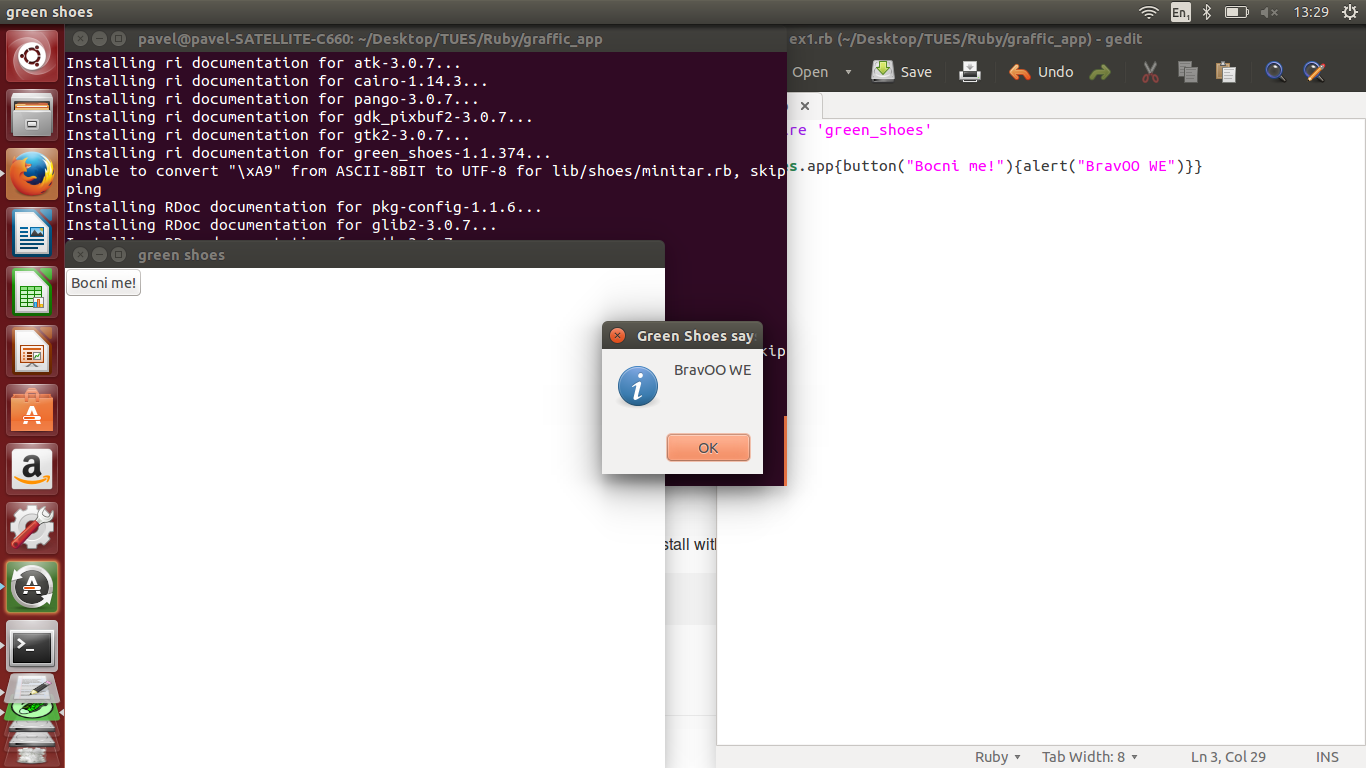 green shoes
En1
13:29
pavel@pavel-SATELLITE-C660: ~/Desktop/TUES/Ruby/graffic_app
ex1.rb (~/Desktop/TUES/Ruby/graffic_app) - gedit
Open
Save
Undo
Installing ri documentation for atk-3.0.7...
Installing ri documentation for cairo-1.14.3...
Installing ri documentation for pango-3.0.7...
Installing ri documentation for gdk_pixbuf2-3.0.7...
Installing ri documentation for gtk2-3.0.7...
Installing ri documentation for green_shoes-1.1.374...
unable to convert "\xA9" from ASCII-8BIT to UTF-8 for lib/shoes/minitar.rb, skip
ping
Installing RDoc documentation for pkg-config-1.1.6...
Installing RDoc documentation for glib2-3.0.7...
re 'green_shoes'
s.app{button("Bocni me!"){alert("BravOO WE")}}
green shoes
Bocni me!
Green Shoes say
BravOO WE
OK
kip
stall with
Ruby
Tab Width: 8
Ln 3, Col 29
INS